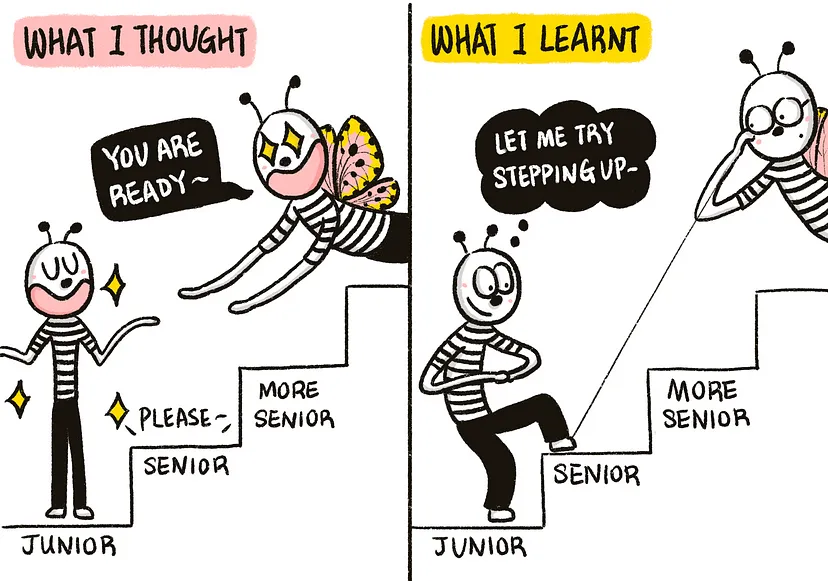 WHAT I THOUGHT
YOU ARE
READY~
PLEASE~
MORE
SENIOR
SENIOR
JUNIOR
WHAT I LEARNT
LET ME TRY
STEPPING UP~
MORE
SENIOR
SENIOR
JUNIOR